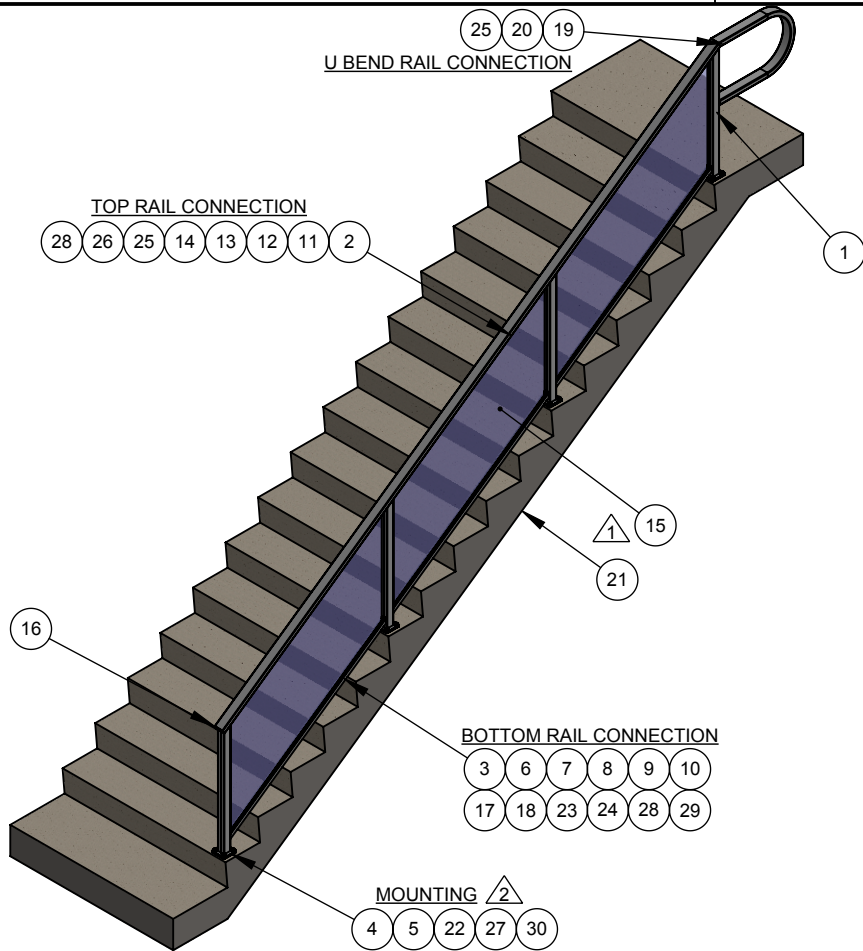 25 20 19
U BEND RAIL CONNECTION
TOP RAIL CONNECTION
28 26 25 14 13 12 11 2
1
1 15
21
16
BOTTOM RAIL CONNECTION
3 6 7 8 9 10
17 18 23 24 28 29
MOUNTING 2
4 5 22 27 30